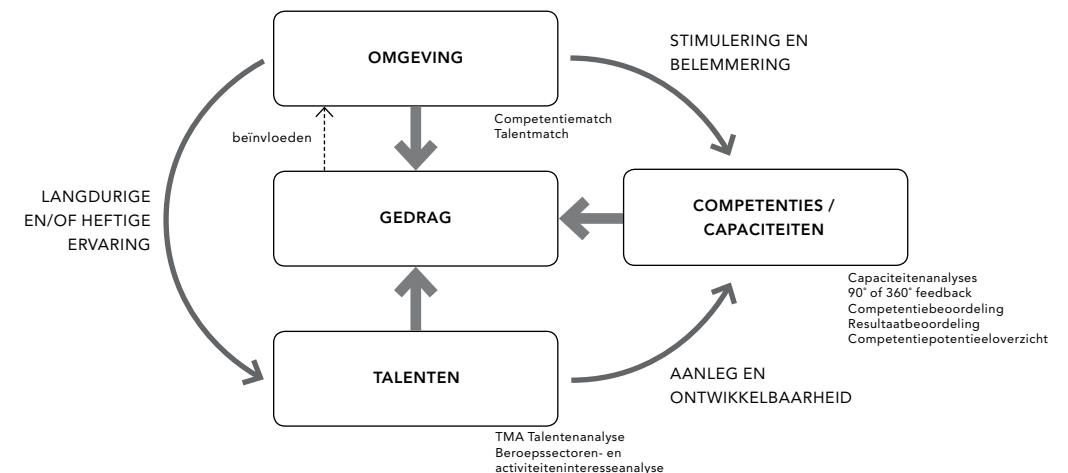 OMGEVING
STIMULERING EN
BELEMMERING
Competentiematch
Talentmatch
beïnvloeden
LANGDURIGE
EN/OF HEFTIGE
ERVARING
GEDRAG
COMPETENTIES /
CAPACITEITEN
Capaciteitenanalyses
90˚ of 360˚ feedback
Competentiebeoordeling
Resultaatbeoordeling
Competentiepotentieeloverzicht
TALENTEN
AANLEG EN
ONTWIKKELBAARHEID
TMA Talentenanalyse
Beroepssectoren- en
activiteiteninteresseanalyse